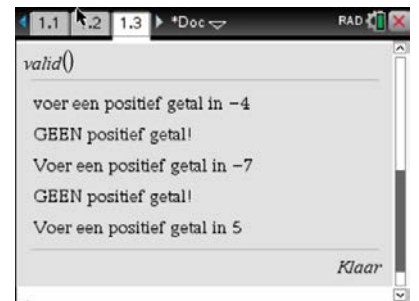 1.1 1.2 1.3 *Doc RAD
valid()
voer een positief getal in −4
GEEN positief getal!
Voer een positief getal in −7
GEEN positief getal!
Voer een positief getal in 5
Klaar